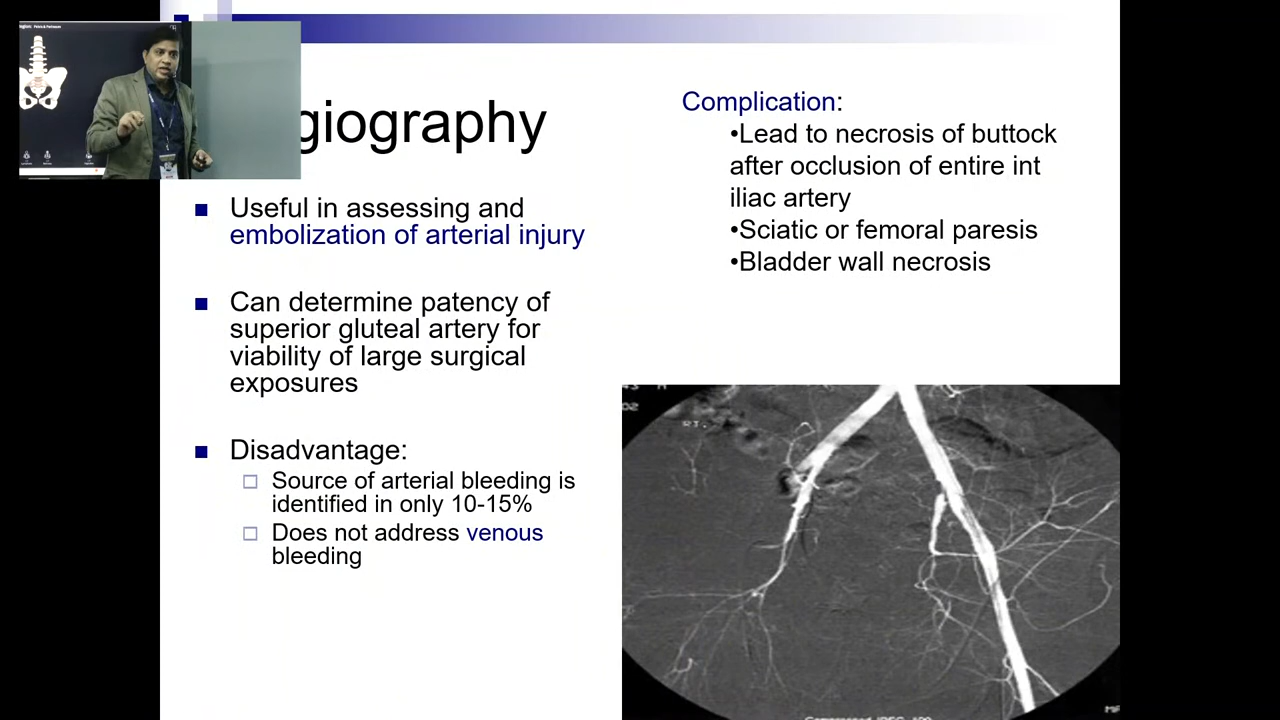 giography
Useful in assessing and
embolization of arterial injury
Can determine patency of
superior gluteal artery for
viability of large surgical
exposures
Disadvantage:
Source of arterial bleeding is
identified in only 10-15%
Does not address venous
bleeding
Complication:
•Lead to necrosis of buttock
after occlusion of entire int
iliac artery
•Sciatic or femoral paresis
•Bladder wall necrosis
RT.